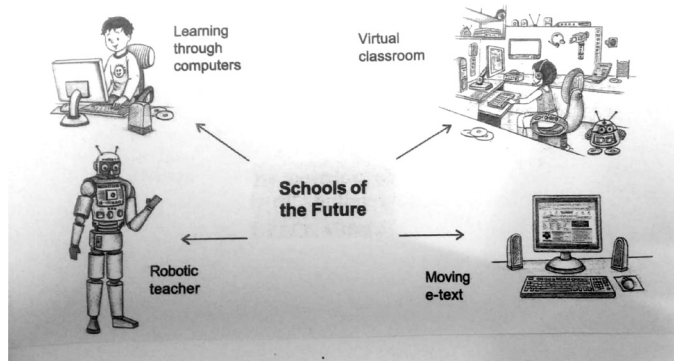 Learning
through
computers
Virtual
classroom
Schools of
the Future
Robotic
teacher
Moving
e-text